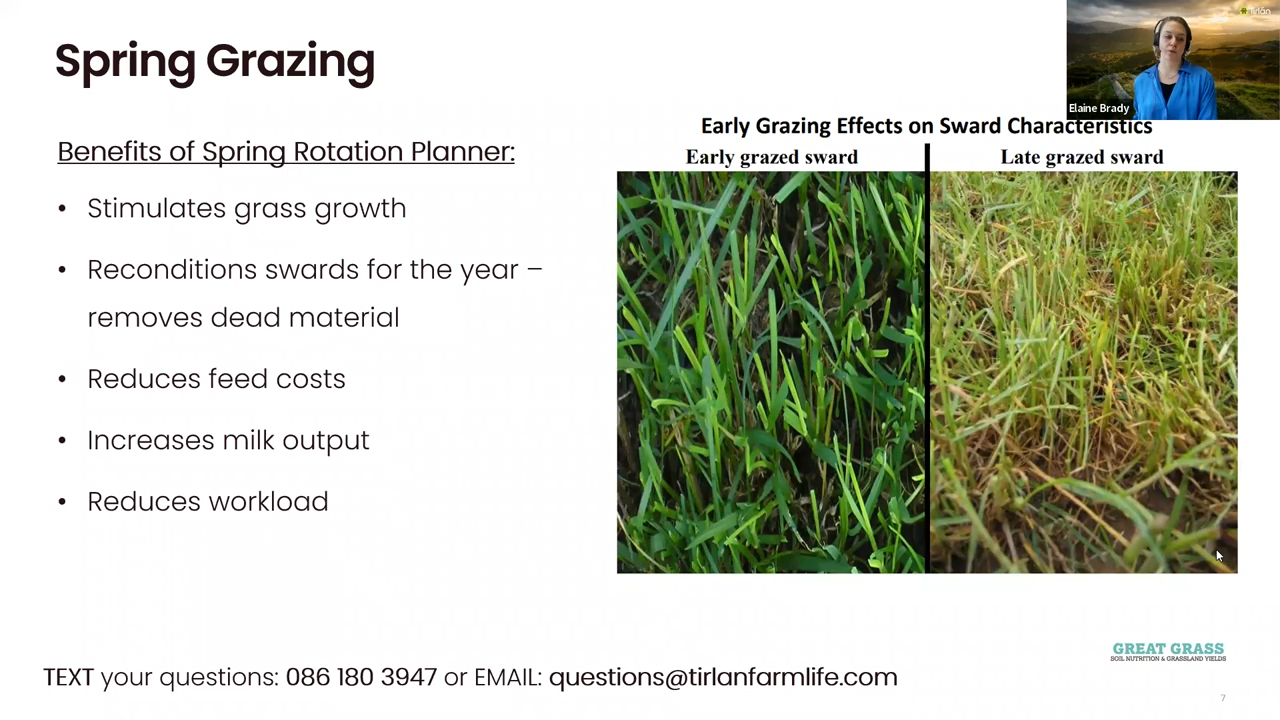 Spring Grazing
Tirlán
Elaine Brady
Benefits of Spring Rotation Planner:
• Stimulates grass growth
• Reconditions swards for the year –
removes dead material
• Reduces feed costs
• Increases milk output
• Reduces workload
Early Grazing Effects on Sward Characteristics
Early grazed sward
Late grazed sward
GREAT GRASS
SOIL NUTRITION & GRASSLAND YIELDS
TEXT your questions: 086 180 3947 or EMAIL: questions@tirlanfarmlife.com
7